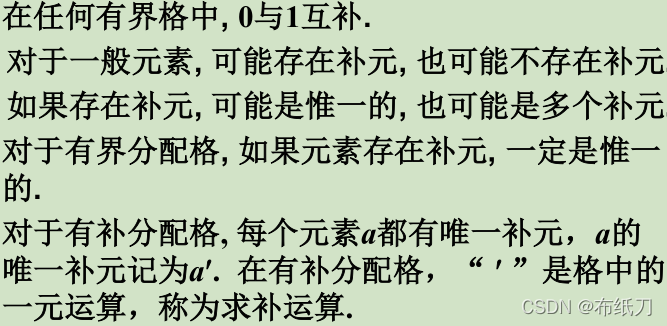 在任何有界格中, 0与1互补.
对于一般元素, 可能存在补元, 也可能不存在补元
如果存在补元, 可能是惟一的, 也可能是多个补元
对于有界分配格, 如果元素存在补元, 一定是惟一
的.
对于有补分配格, 每个元素a都有唯一补元，a的
唯一补元记为a′. 在有补分配格，“ ′ ”是格中的
一元运算，称为求补运算.
CSDN @布纸刀